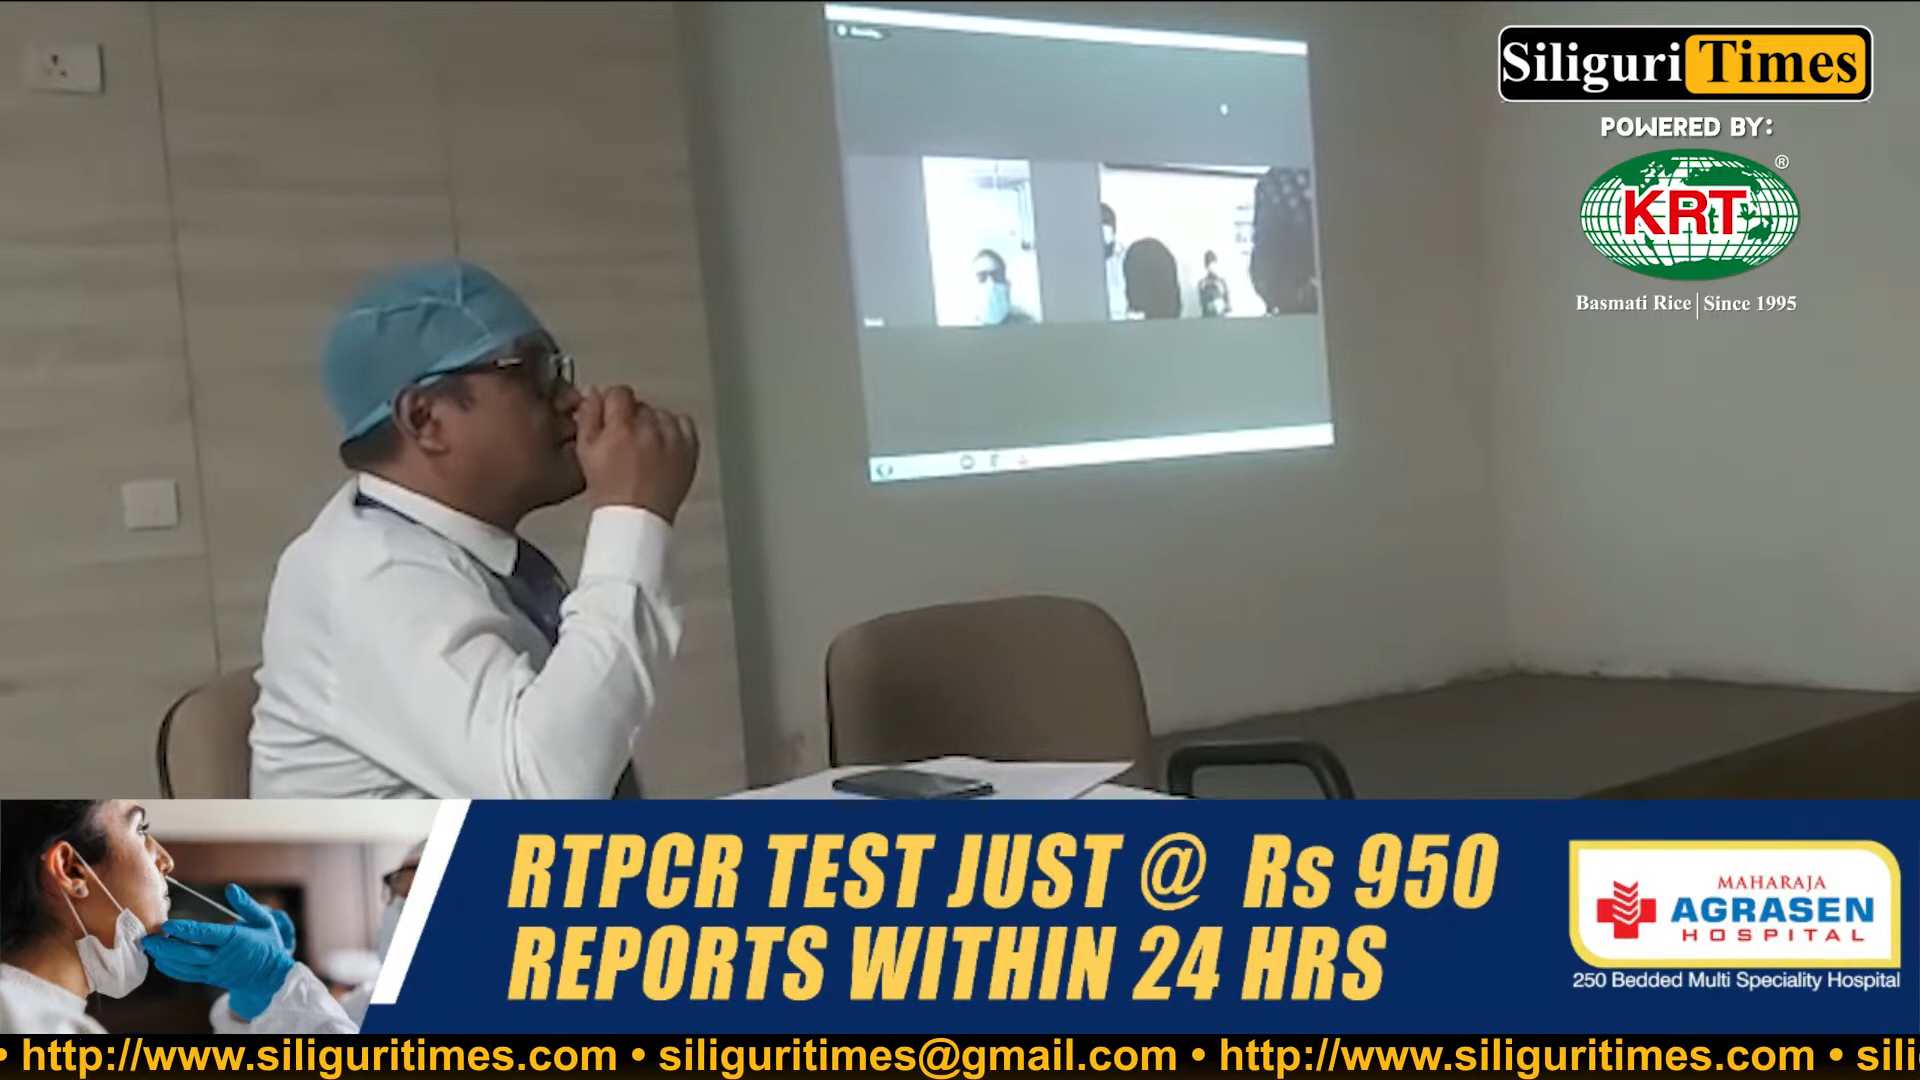 Siliguri Times
POWERED BY:
KRT®
Basmati Rice | Since 1995
RTPCR TEST JUST @ Rs 950
REPORTS WITHIN 24 HRS
MAHARAJA
AGRASEN
HOSPITAL
250 Bedded Multi Speciality Hospital
• http://www.siliguritimes.com • siliguritimes@gmail.com • http://www.siliguritimes.com • sili